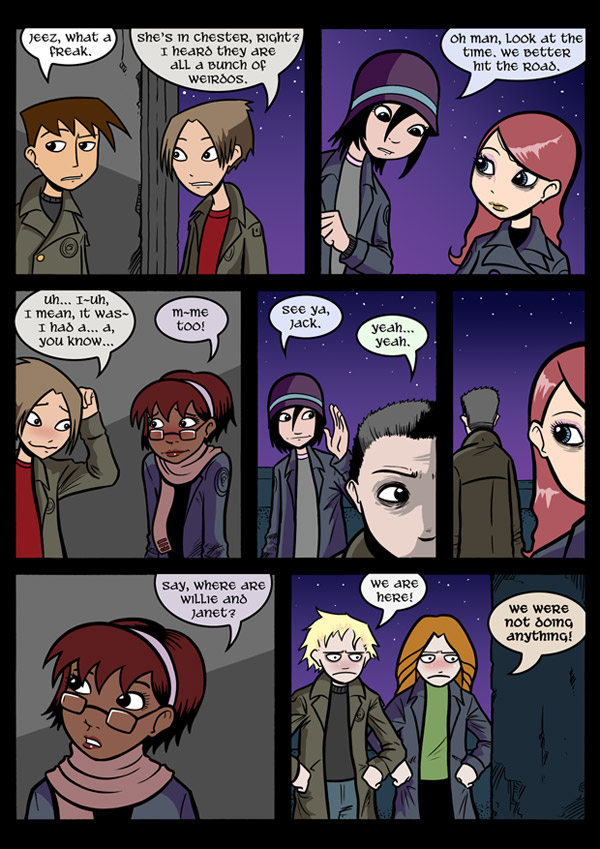 Jeez, what a
freak.
She's in Chester, right?
I heard they are
all a bunch of
weirdos.
Oh man, look at the
time. We better
hit the road.
uh... I-uh,
I mean, it was-
I had a... a,
you know...
M-me
too!
See ya,
Jack.
yeah...
yeah.
Say, where are
Willie and
Janet?
We are
here!
We were
not doing
anything!